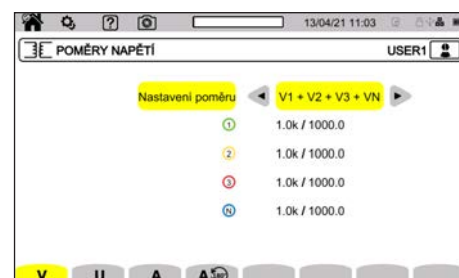 13/04/21 11:03
POMĚRY NAPĚTÍ USER1
Nastavení poměru V1 + V2 + V3 + VN
1 1.0k / 1000.0
2 1.0k / 1000.0
3 1.0k / 1000.0
N 1.0k / 1000.0
V U A